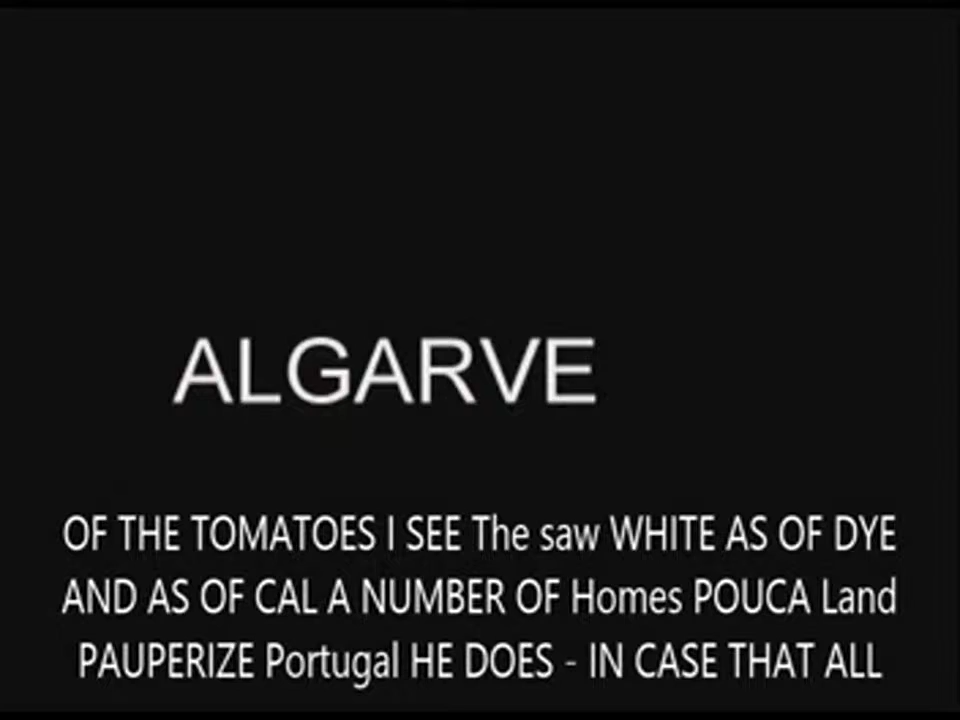 ALGARVE
OF THE TOMATOES I SEE The saw WHITE AS OF DYE
AND AS OF CAL A NUMBER OF Homes POUCA Land
PAUPERIZE Portugal HE DOES - IN CASE THAT ALL